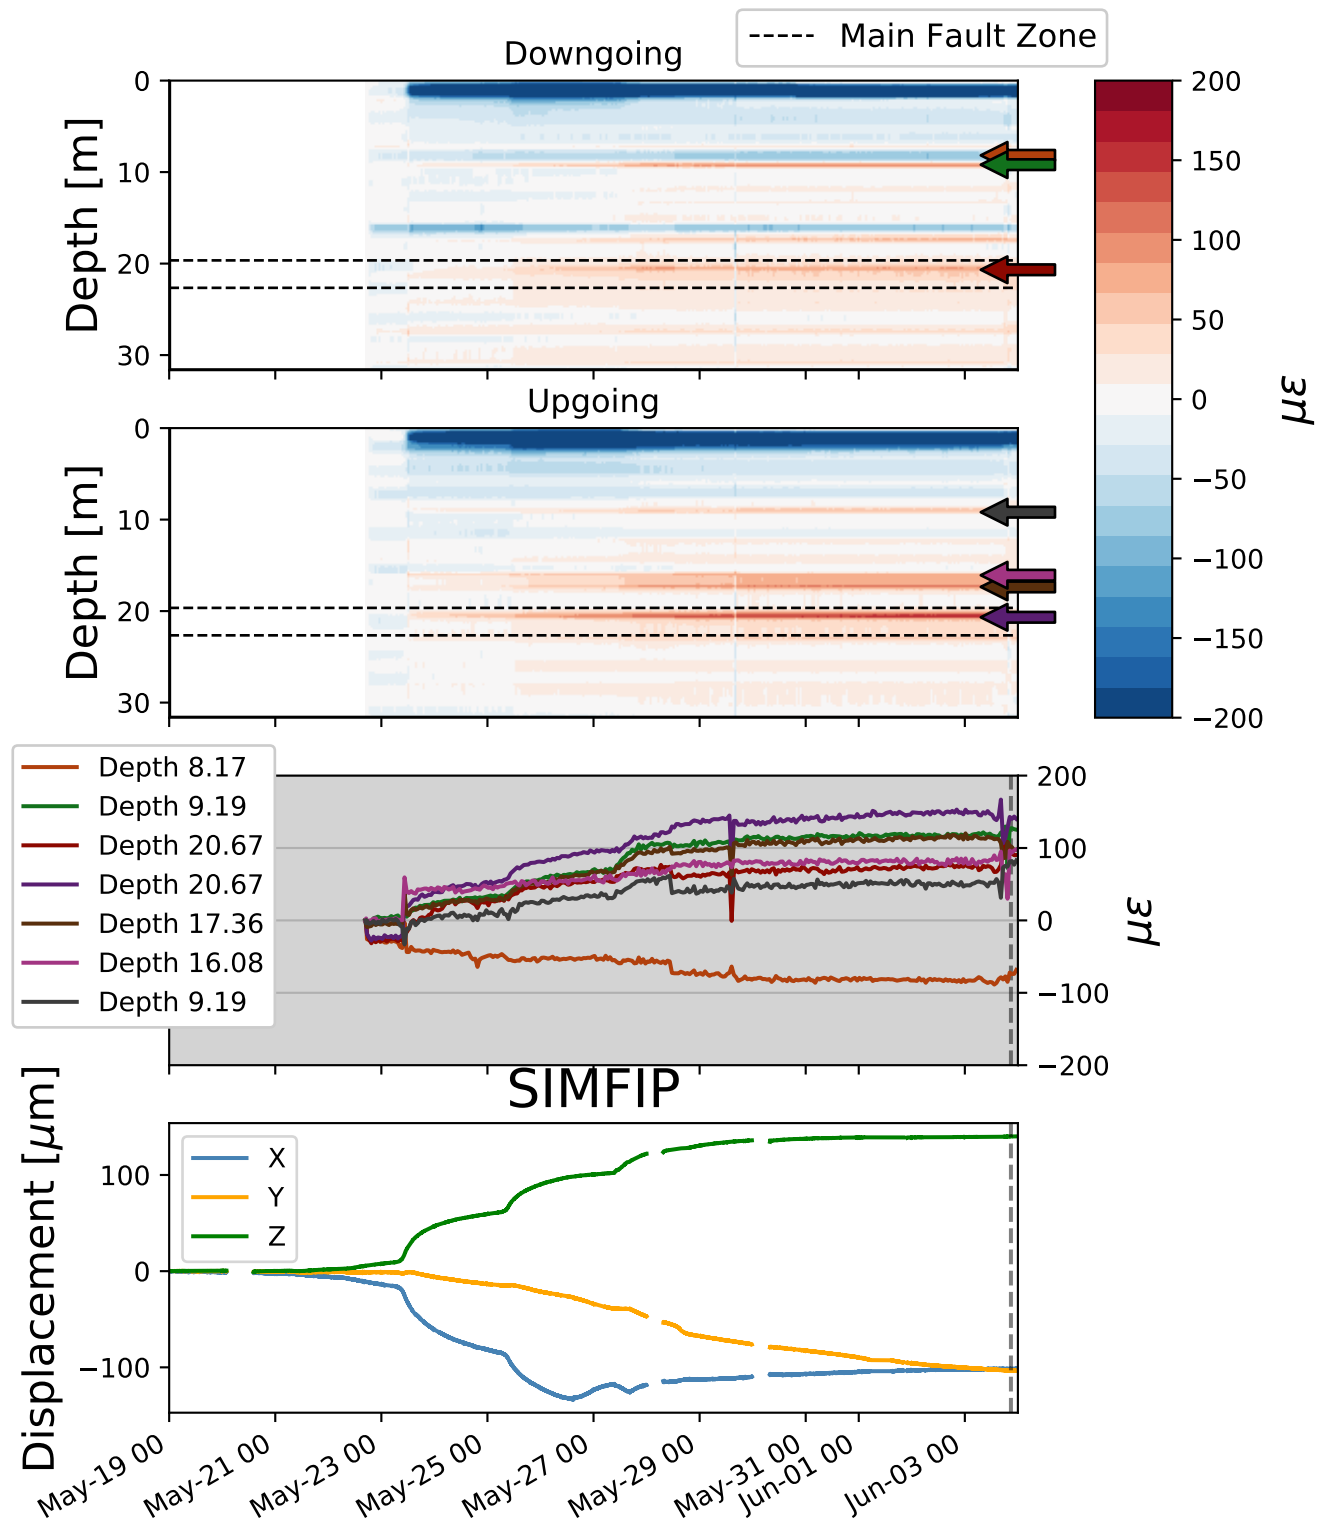 Main Fault Zone
Downgoing
0
10
20
30
Depth [m]
200
150
100
50
0
−50
−100
−150
−200
με
Upgoing
0
10
20
30
Depth [m]
Depth 8.17
Depth 9.19
Depth 20.67
Depth 20.67
Depth 17.36
Depth 16.08
Depth 9.19
200
100
0
−100
−200
με
SIMFIP
Displacement [μm]
100
0
−100
X
Y
Z
May-19 00
May-21 00
May-23 00
May-25 00
May-27 00
May-29 00
May-31 00
Jun-01 00
Jun-03 00